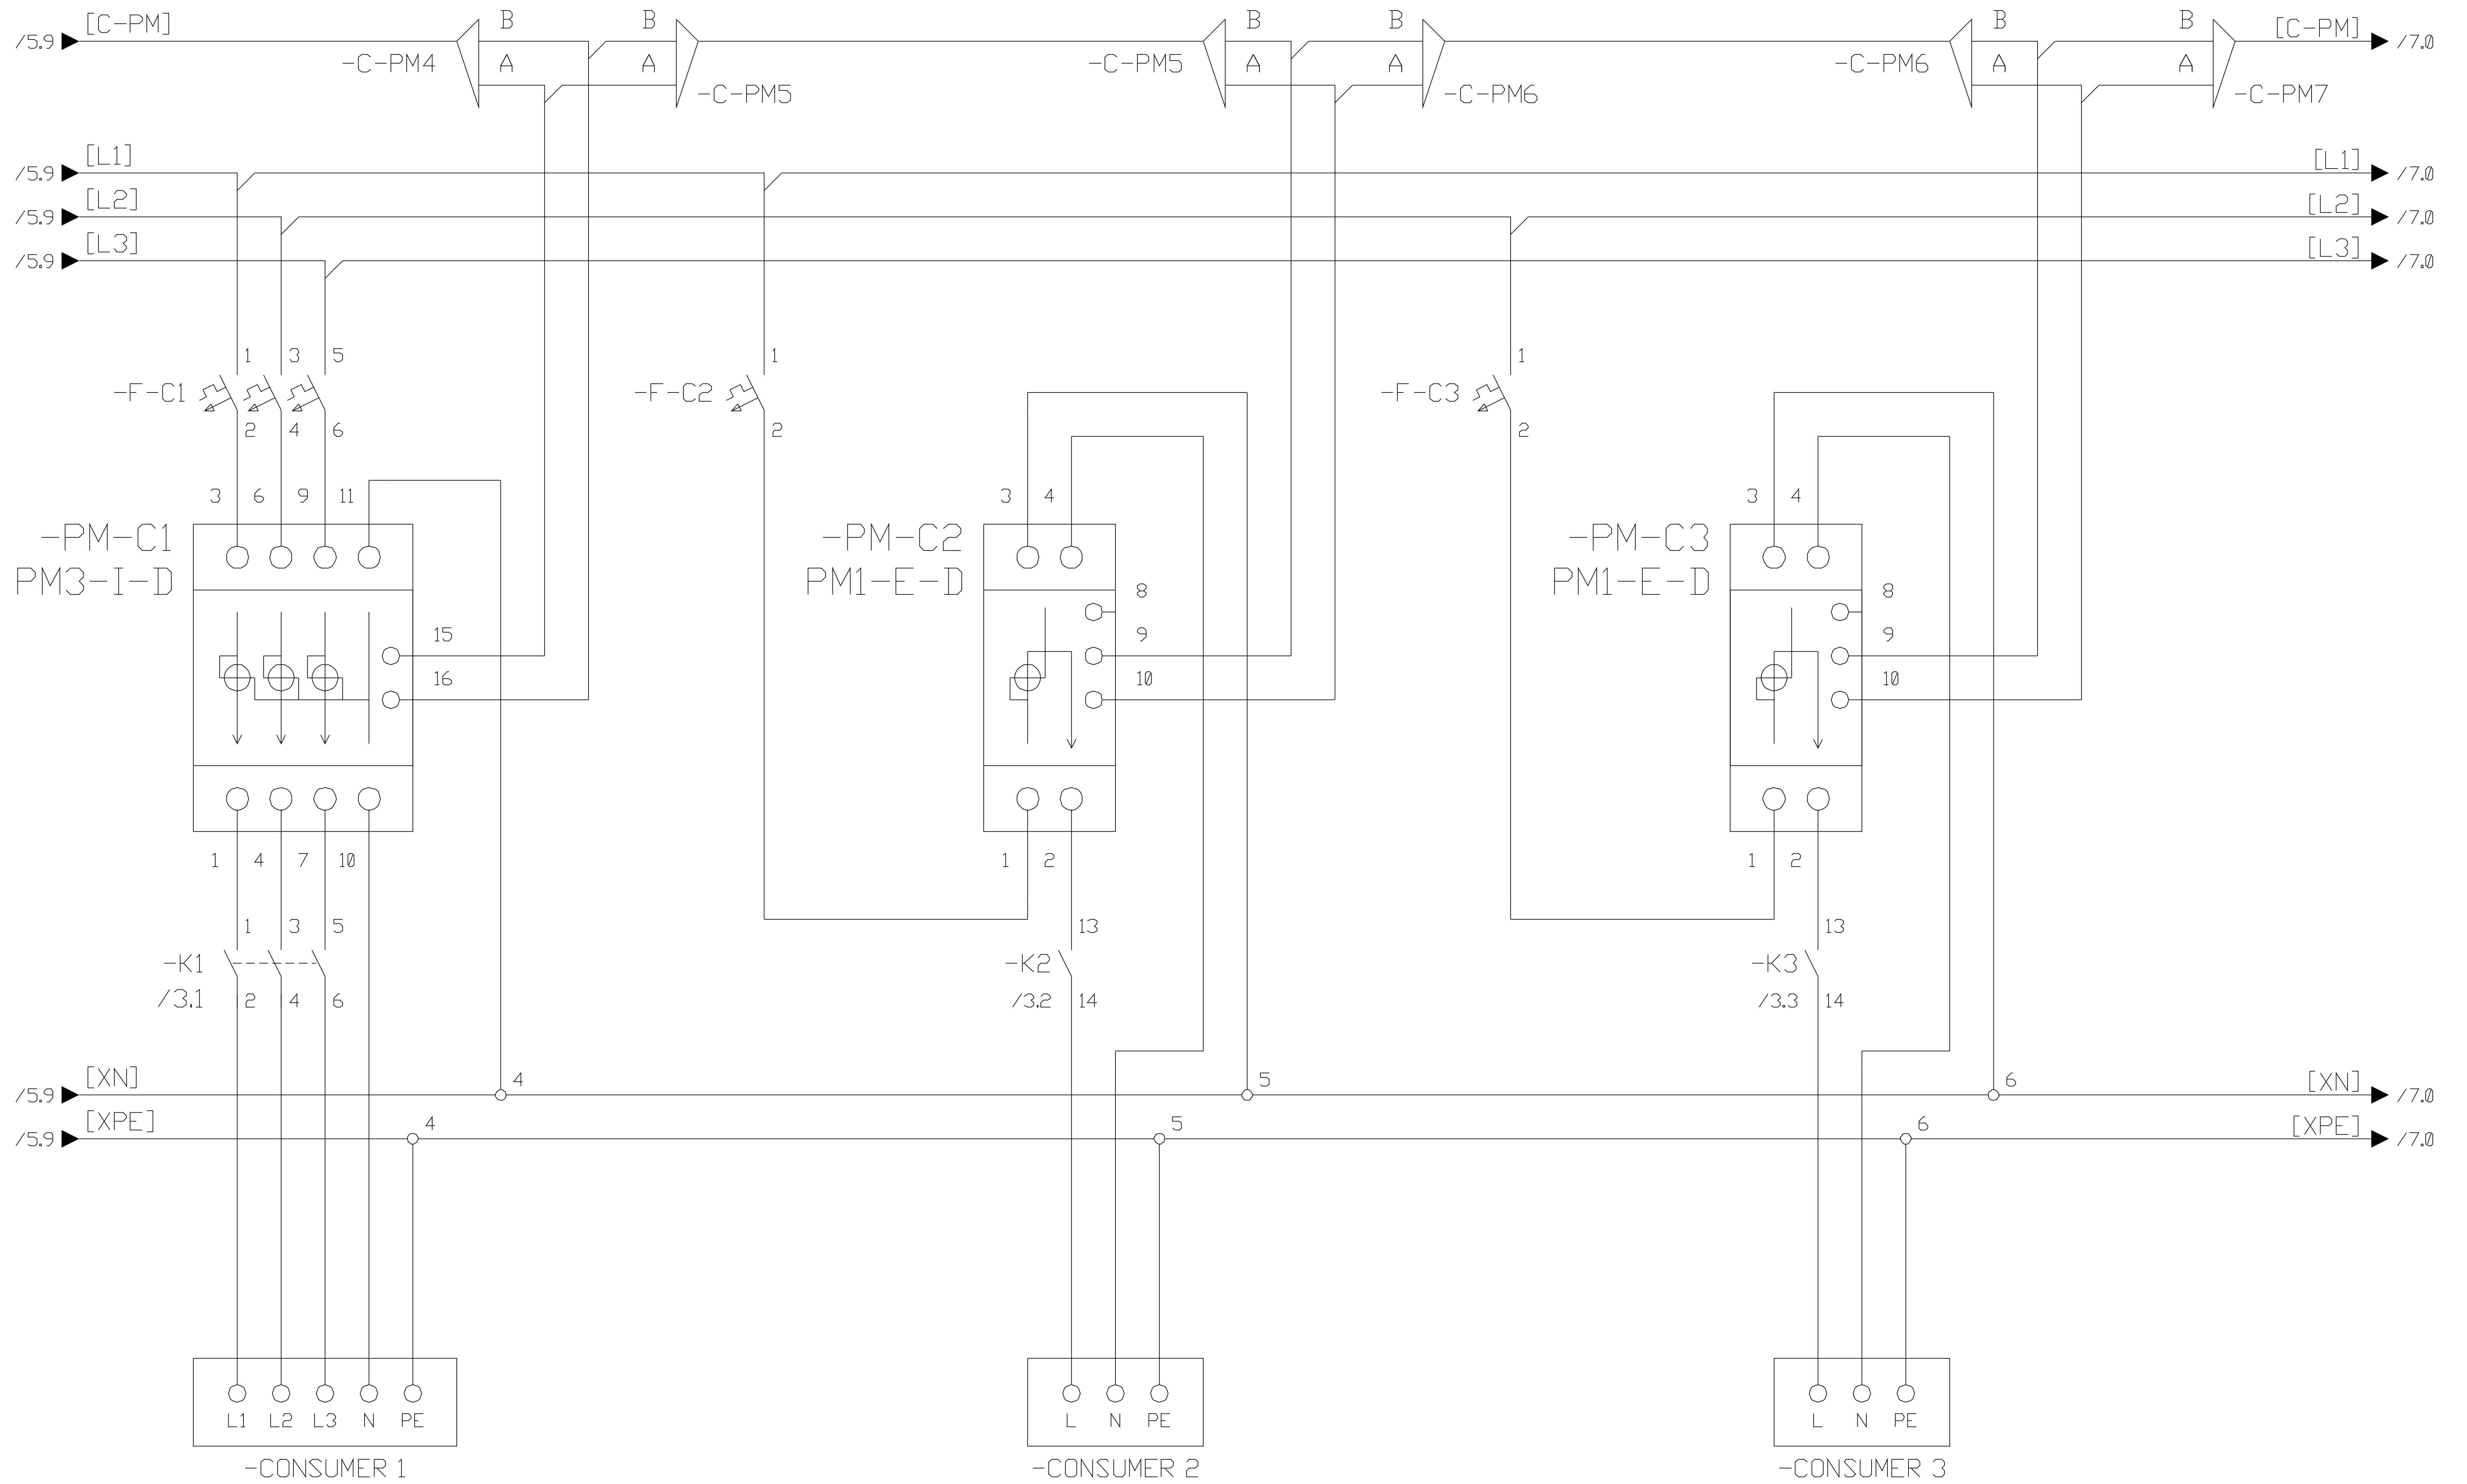 [C-PM] B B B B B B [C-PM]
/5.9 /7.0
-C-PM4 A A -C-PM5 A A -C-PM6 A A
-C-PM5 -C-PM6 -C-PM7
[L1] [L1]
/5.9 /7.0
[L2] [L2]
/5.9 /7.0
[L3] [L3]
/5.9 /7.0
1 3 5 1 1
-F-C1 -F-C2 -F-C3
2 4 6 2 2
3 6 9 11 3 4 3 4
-PM-C1 -PM-C2 -PM-C3
PM3-I-D PM1-E-D PM1-E-D
8 8
15 9 9
16 10 10
1 4 7 10 1 2 1 2
1 3 5 13 13
-K1 -K2 -K3
/3.1 2 4 6 /3.2 14 /3.3 14
[XN] 4 5 6 [XN]
/5.9 /7.0
[XPE] 4 5 6 [XPE]
/5.9 /7.0
L1 L2 L3 N PE L N PE L N PE
-CONSUMER 1 -CONSUMER 2 -CONSUMER 3